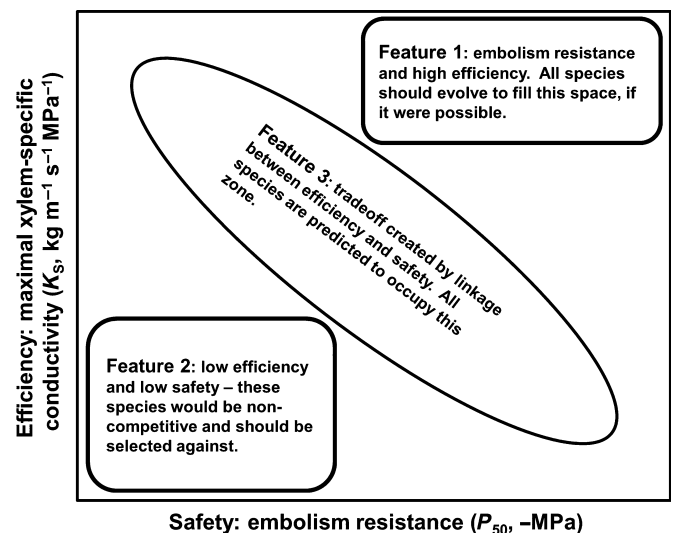 Efficiency: maximal xylem-specific
conductivity (K_S, kg m⁻¹ s⁻¹ MPa⁻¹)
Feature 1: embolism resistance
and high efficiency. All species
should evolve to fill this space, if
it were possible.
Feature 3: tradeoff created by linkage
between efficiency and safety. All
species are predicted to occupy this
zone.
Feature 2: low efficiency
and low safety – these
species would be non-
competitive and should be
selected against.
Safety: embolism resistance (P₅₀, –MPa)